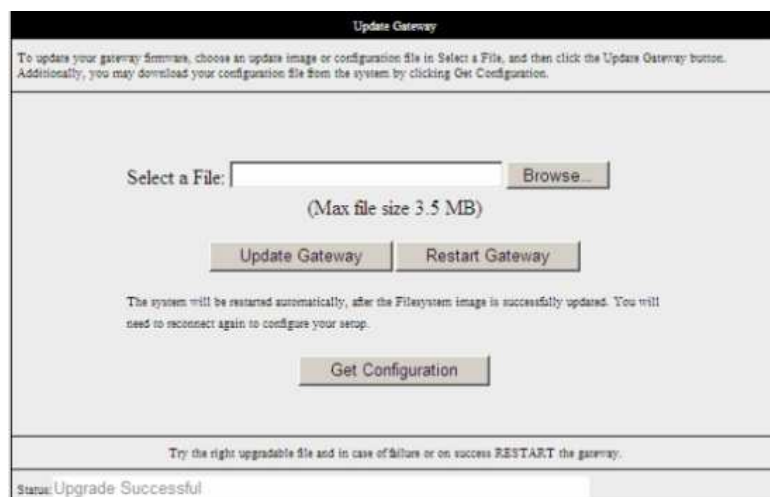 Update Gateway
To update your gateway firmware, choose an update image or configuration file in Select a File, and then click the Update Gateway button.
Additionally, you may download your configuration file from the system by clicking Get Configuration.
Select a File:
Browse...
(Max file size 3.5 MB)
Update Gateway
Restart Gateway
The system will be restarted automatically, after the Filesystem image is successfully updated. You will
need to reconnect again to configure your setup.
Get Configuration
Try the right upgradable file and in case of failure or on success RESTART the gateway.
Status: Upgrade Successful